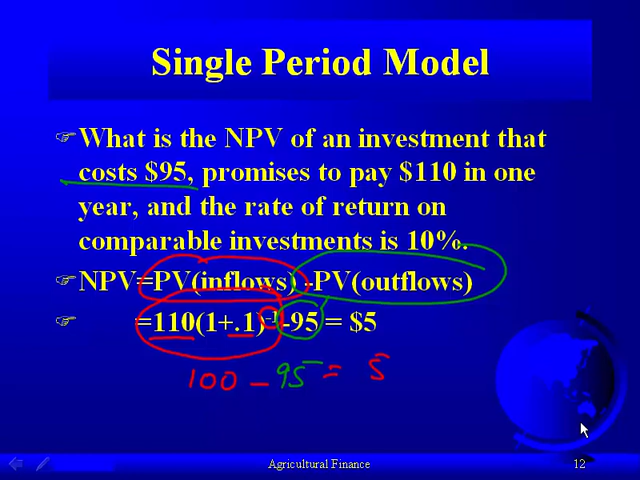 Single Period Model
What is the NPV of an investment that
costs $95, promises to pay $110 in one
year, and the rate of return on
comparable investments is 10%.
NPV=PV(inflows) -PV(outflows)
=110(1+.1)-1-95 = $5
100 - 95 = 5
Agricultural Finance
12